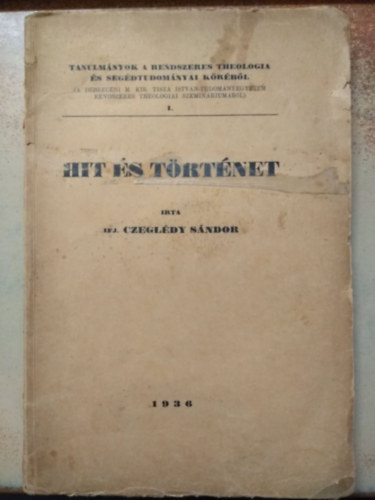 TANULMÁNYOK A RENDSZERES THEOLOGIA
ÉS SEGÉDTUDOMÁNYAI KÖRÉBŐL
(A DEBRECENI M. KIR. TISZA ISTVÁN-TUDOMÁNYEGYETEM
RENDSZERES THEOLOGIAI SZEMINÁRIUMÁBÓL)
1.
HIT ÉS TÖRTÉNET
IRTA
IFJ. CZEGLÉDY SÁNDOR
1936